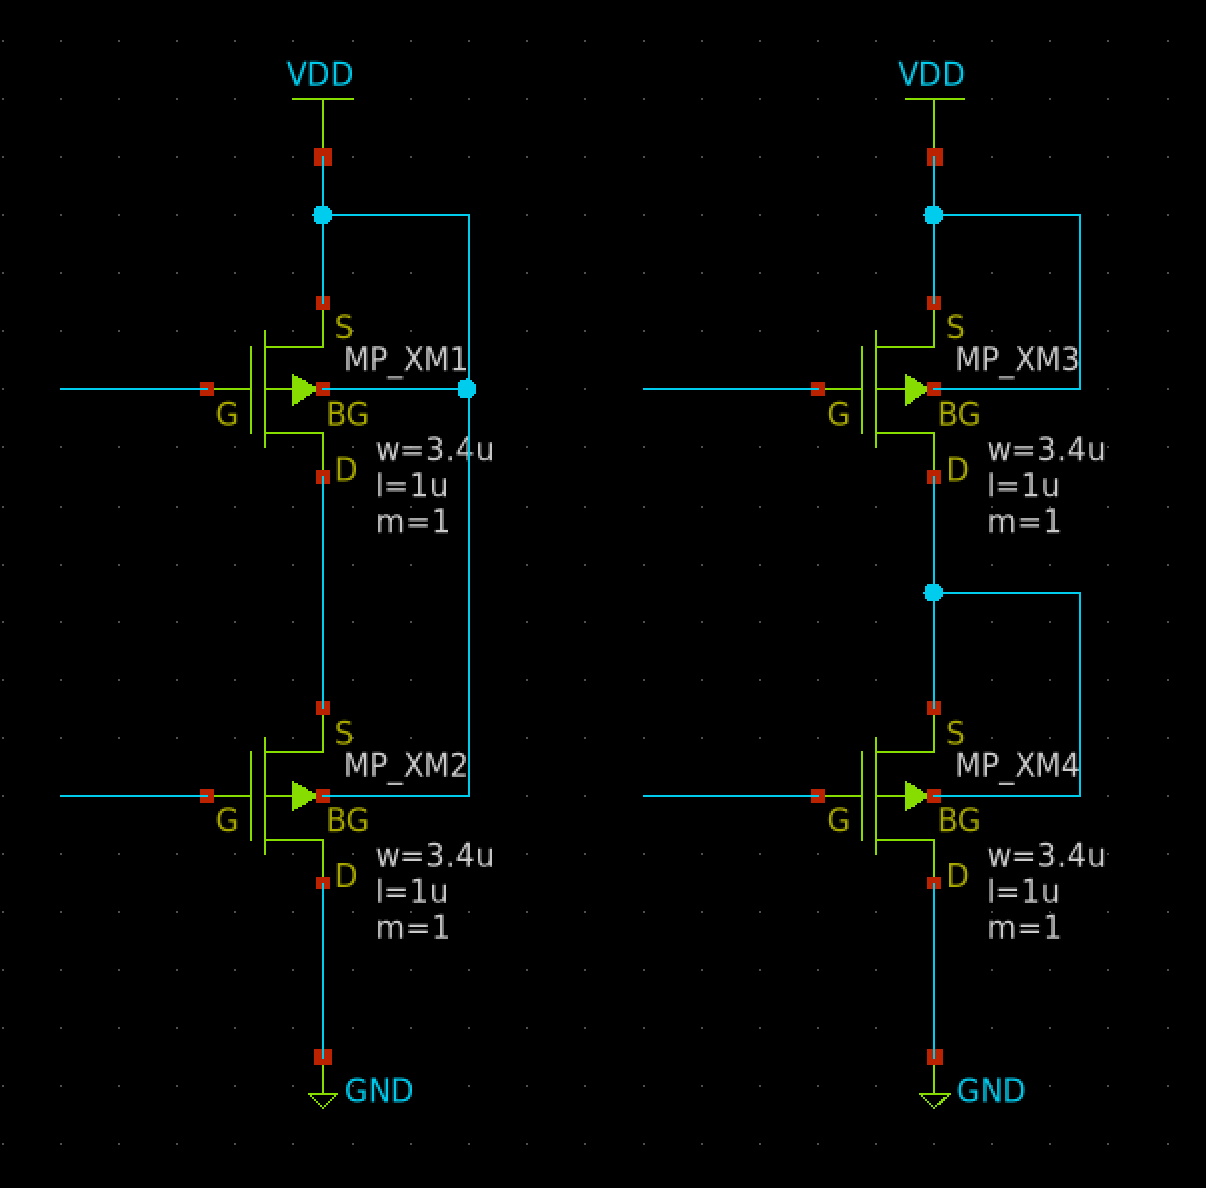 VDD
S
MP_XM1
G
BG
D
w=3.4u
l=1u
m=1
S
MP_XM2
G
BG
D
w=3.4u
l=1u
m=1
GND
VDD
S
MP_XM3
G
BG
D
w=3.4u
l=1u
m=1
S
MP_XM4
G
BG
D
w=3.4u
l=1u
m=1
GND